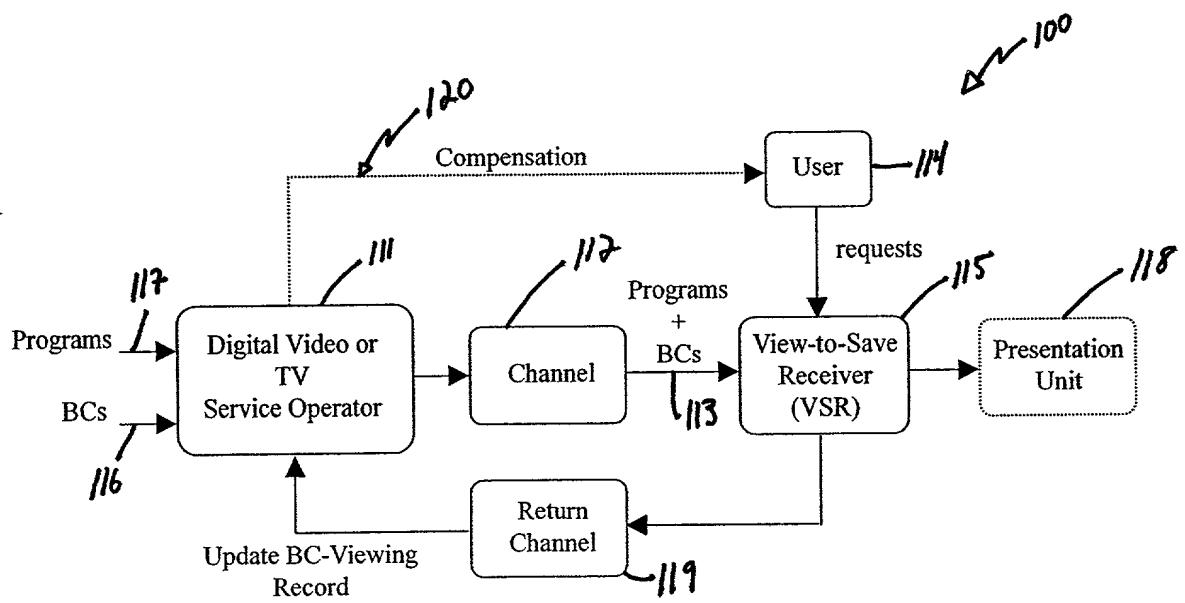 100
120
Compensation
User
114
requests
117
111
112
Programs
+
BCs
115
118
Programs
Digital Video or
TV
Service Operator
Channel
View-to-Save
Receiver
(VSR)
Presentation
Unit
BCs
113
116
Return
Channel
Update BC-Viewing
Record
119